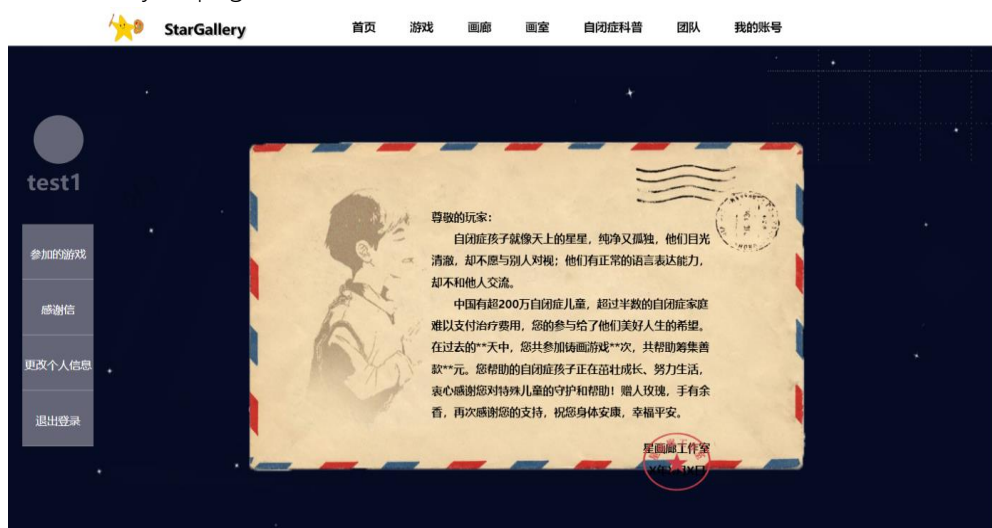 StarGallery 首页 游戏 画廊 画室 自闭症科普 团队 我的账号
test1
参加的游戏
感谢信
更改个人信息
退出登录
尊敬的玩家：
自闭症孩子就像天上的星星，纯净又孤独，他们目光
清澈，却不愿与别人对视；他们有正常的语言表达能力，
却不和他人交流。
中国有超200万自闭症儿童，超过半数的自闭症家庭
难以支付治疗费用，您的参与给了他们美好人生的希望。
在过去的**天中，您共参加铸画游戏**次，共帮助筹集善
款**元。您帮助的自闭症孩子正在茁壮成长、努力生活，
衷心感谢您对特殊儿童的守护和帮助！赠人玫瑰，手有余
香，再次感谢您的支持，祝您身体安康，幸福平安。
星画廊工作室